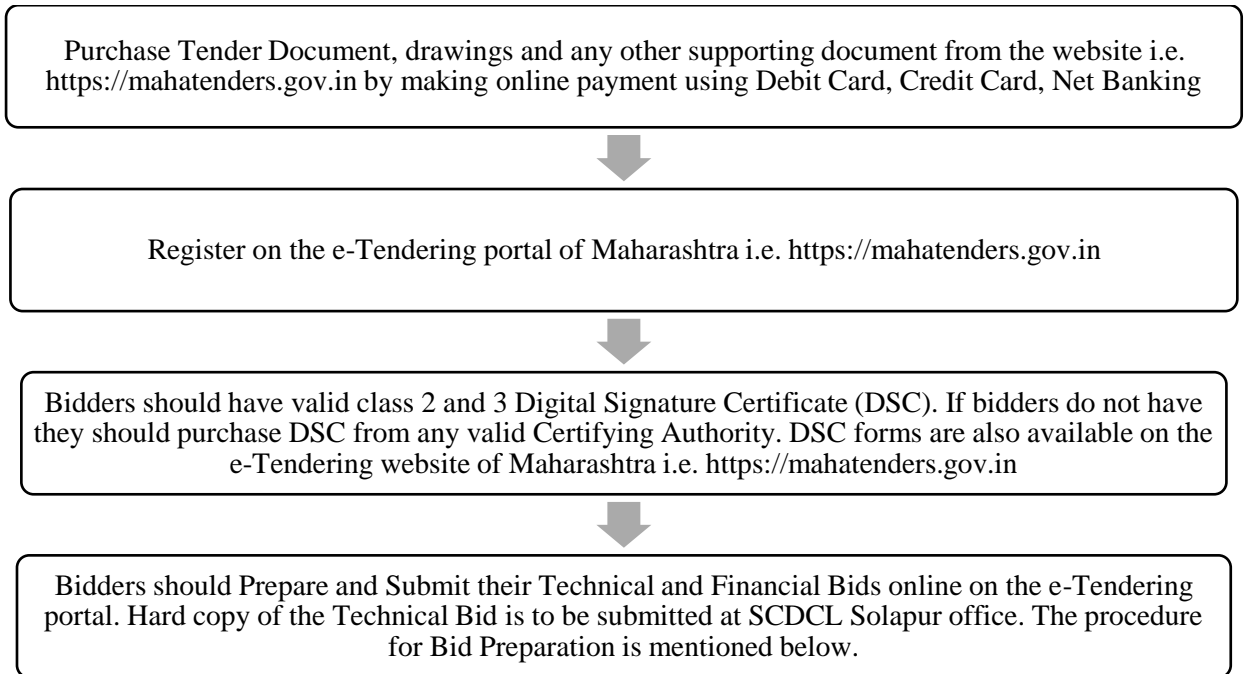 Purchase Tender Document, drawings and any other supporting document from the website i.e.
https://mahatenders.gov.in by making online payment using Debit Card, Credit Card, Net Banking
Register on the e-Tendering portal of Maharashtra i.e. https://mahatenders.gov.in
Bidders should have valid class 2 and 3 Digital Signature Certificate (DSC). If bidders do not have
they should purchase DSC from any valid Certifying Authority. DSC forms are also available on the
e-Tendering website of Maharashtra i.e. https://mahatenders.gov.in
Bidders should Prepare and Submit their Technical and Financial Bids online on the e-Tendering
portal. Hard copy of the Technical Bid is to be submitted at SCDCL Solapur office. The procedure
for Bid Preparation is mentioned below.